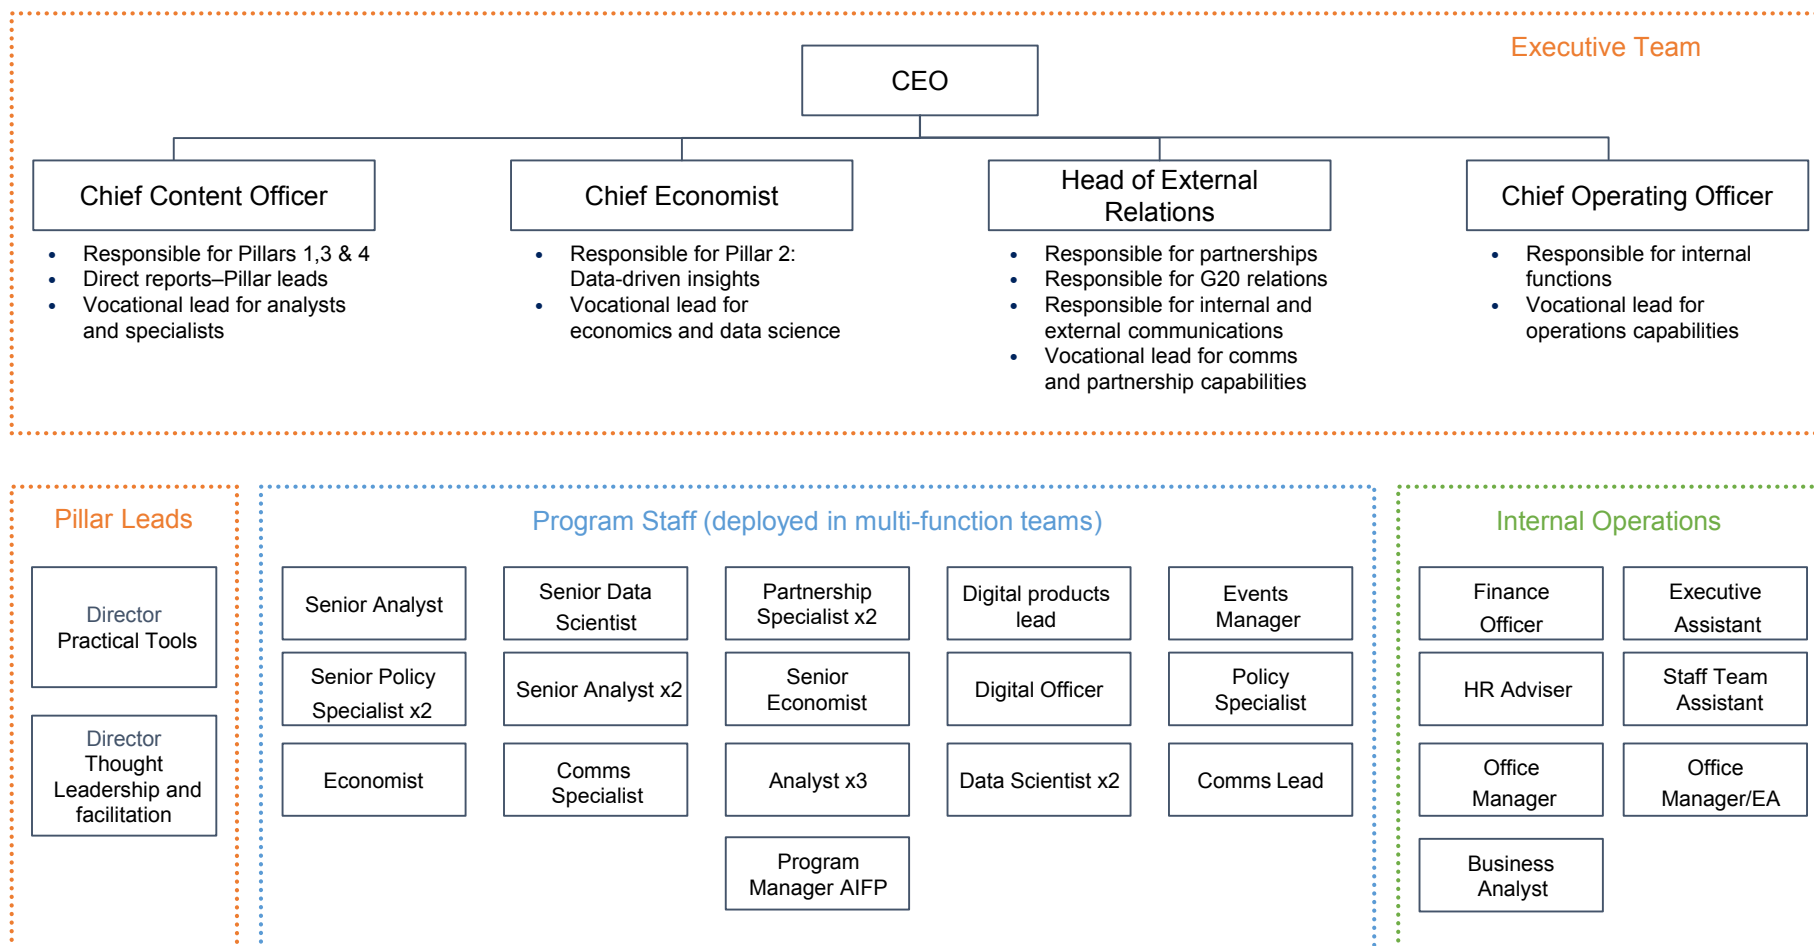 Executive Team
CEO
Chief Content Officer
• Responsible for Pillars 1,3 & 4
• Direct reports–Pillar leads
• Vocational lead for analysts
and specialists
Chief Economist
• Responsible for Pillar 2:
Data-driven insights
• Vocational lead for
economics and data science
Head of External
Relations
• Responsible for partnerships
• Responsible for G20 relations
• Responsible for internal and
external communications
• Vocational lead for comms
and partnership capabilities
Chief Operating Officer
• Responsible for internal
functions
• Vocational lead for
operations capabilities
Pillar Leads
Director
Practical Tools
Director
Thought
Leadership and
facilitation
Program Staff (deployed in multi-function teams)
Senior Analyst
Senior Data
Scientist
Partnership
Specialist x2
Digital products
lead
Events
Manager
Senior Policy
Specialist x2
Senior Analyst x2
Senior
Economist
Digital Officer
Policy
Specialist
Economist
Comms
Specialist
Analyst x3
Data Scientist x2
Comms Lead
Program
Manager AIFP
Internal Operations
Finance
Officer
Executive
Assistant
HR Adviser
Staff Team
Assistant
Office
Manager
Office
Manager/EA
Business
Analyst